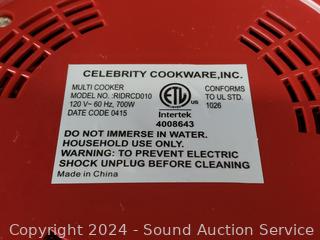 CELEBRITY COOKWARE,INC.
MULTI COOKER
MODEL NO. :RIDRCD010
120 V~ 60 Hz, 700W
DATE CODE 0415
ETL
Intertek
4008643
CONFORMS
TO UL STD.
1026
DO NOT IMMERSE IN WATER.
HOUSEHOLD USE ONLY.
WARNING: TO PREVENT ELECTRIC
SHOCK UNPLUG BEFORE CLEANING
Made in China
Copyright 2024 - Sound Auction Service